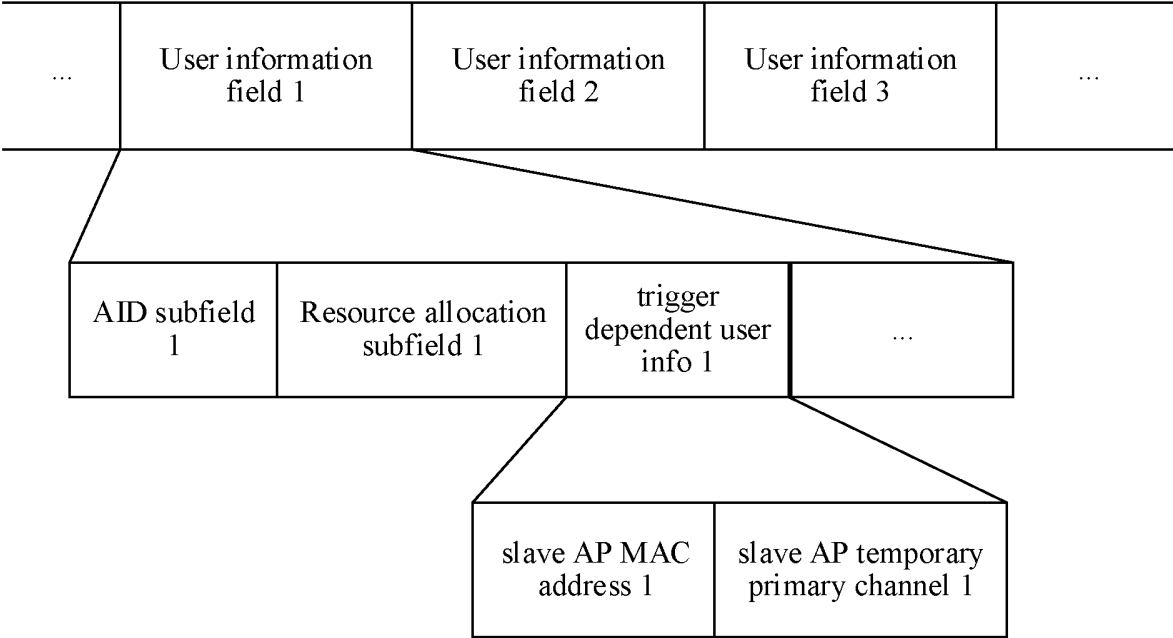 ...
User information
field 1
User information
field 2
User information
field 3
...
AID subfield
1
Resource allocation
subfield 1
trigger
dependent user
info 1
...
slave AP MAC
address 1
slave AP temporary
primary channel 1